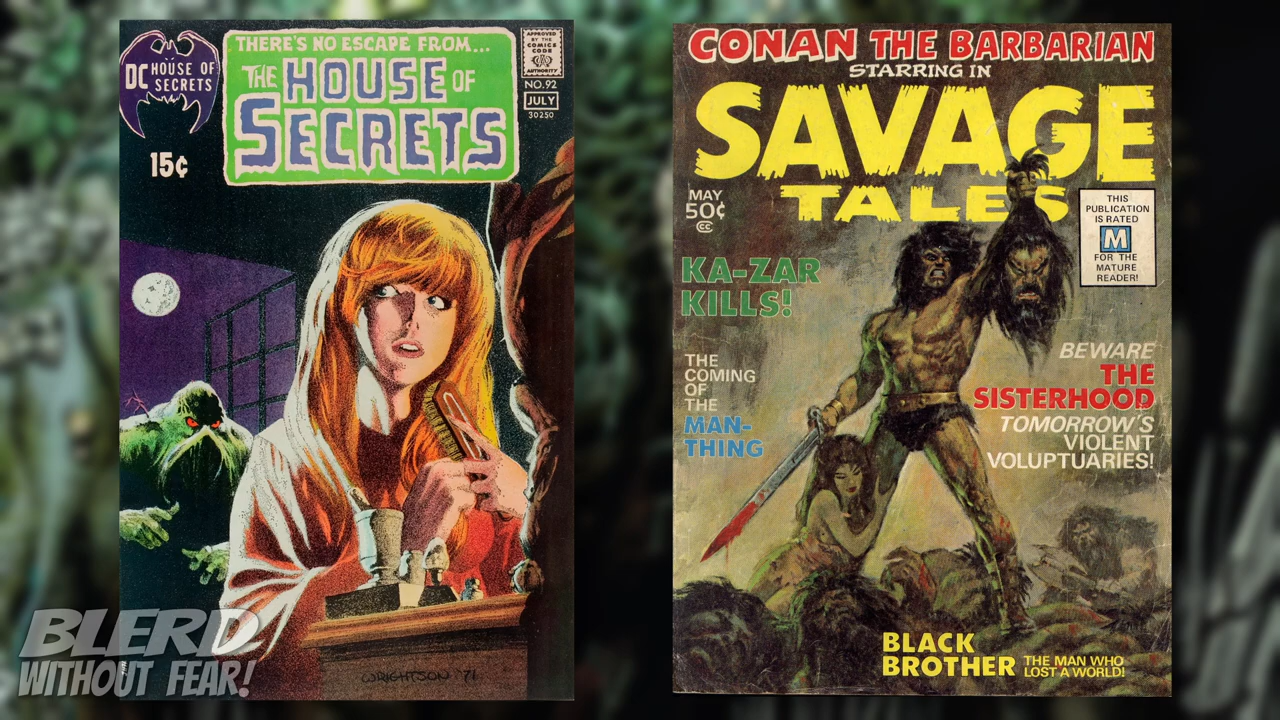 THERE'S NO ESCAPE FROM...
THE HOUSE OF
SECRETS
DC HOUSE OF
SECRETS
APPROVED
BY THE
COMICS
CODE
AUTHORITY
NO.92
JULY
30250
15¢
WRIGHTSON 71
CONAN THE BARBARIAN
STARRING IN
SAVAGE
TALES
MAY
50¢
CC
THIS
PUBLICATION
IS RATED
M
FOR THE
MATURE
READER!
KA-ZAR
KILLS!
THE
COMING
OF
THE
MAN-
THING
BEWARE
THE
SISTERHOOD
TOMORROW'S
VIOLENT
VOLUPTUARIES!
BLACK
BROTHER THE MAN WHO
LOST A WORLD!
BLERD
WITHOUT FEAR!